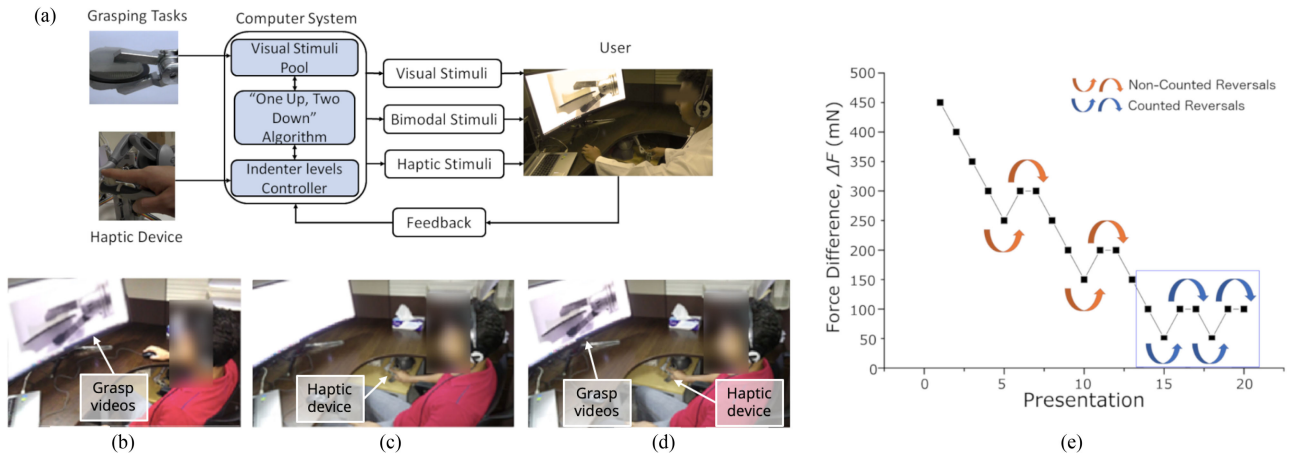 (a)
Grasping Tasks
Computer System
Visual Stimuli
Pool
"One Up, Two
Down"
Algorithm
Indenter levels
Controller
Visual Stimuli
Bimodal Stimuli
Haptic Stimuli
Feedback
User
Haptic Device
Grasp
videos
(b)
Haptic
device
(c)
Grasp
videos
Haptic
device
(d)
Non-Counted Reversals
Counted Reversals
Force Difference, ΔF (mN)
500
450
400
350
300
250
200
150
100
50
0 5 10 15 20
Presentation
(e)